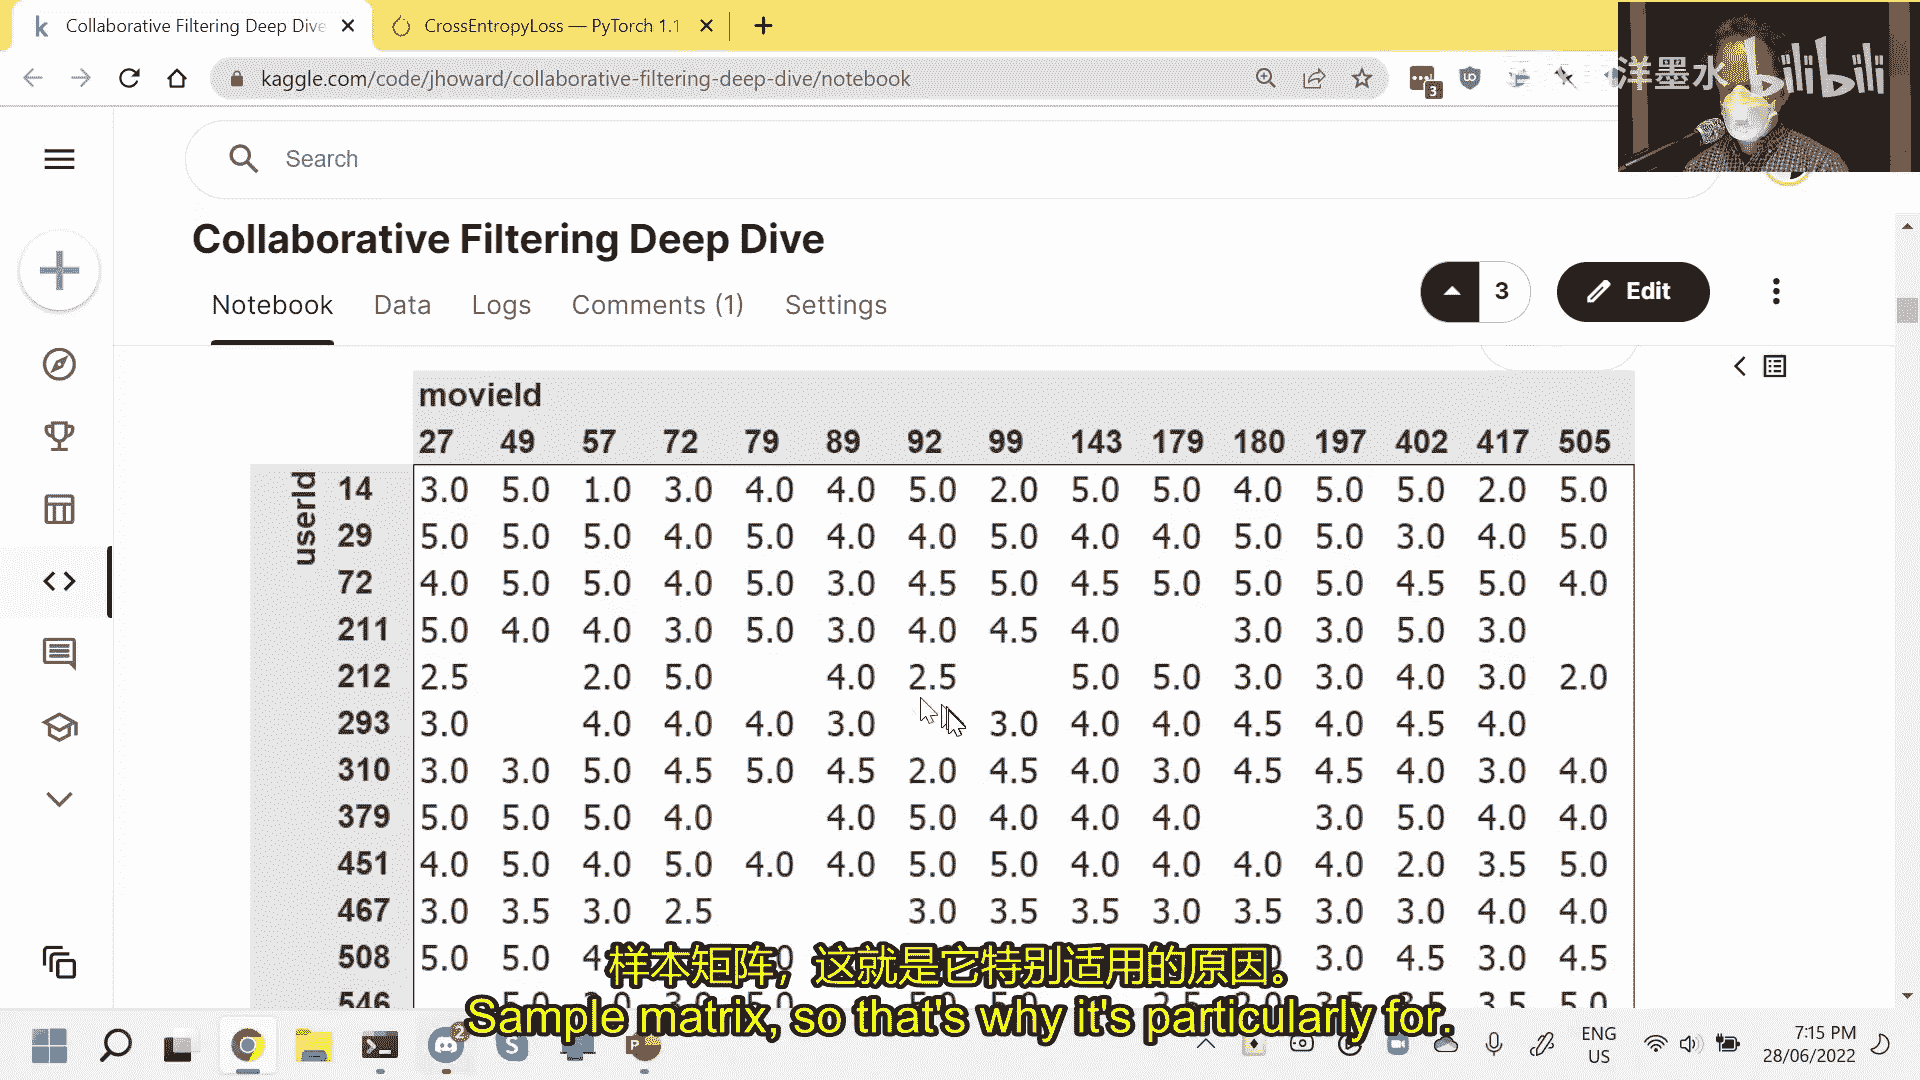 Collaborative Filtering Deep Dive
CrossEntropyLoss — PyTorch 1.1
kaggle.com/code/jhoward/collaborative-filtering-deep-dive/notebook
3
洋墨水 bilibili
Search
Collaborative Filtering Deep Dive
Notebook Data Logs Comments (1) Settings
3 Edit
movieId
27 49 57 72 79 89 92 99 143 179 180 197 402 417 505
userId
14 3.0 5.0 1.0 3.0 4.0 4.0 5.0 2.0 5.0 5.0 4.0 5.0 5.0 2.0 5.0
29 5.0 5.0 5.0 4.0 5.0 4.0 4.0 5.0 4.0 4.0 5.0 5.0 3.0 4.0 5.0
72 4.0 5.0 5.0 4.0 5.0 3.0 4.5 5.0 4.5 5.0 5.0 5.0 4.5 5.0 4.0
211 5.0 4.0 4.0 3.0 5.0 3.0 4.0 4.5 4.0 3.0 3.0 5.0 3.0
212 2.5 2.0 5.0 4.0 2.5 5.0 5.0 3.0 3.0 4.0 3.0 2.0
293 3.0 4.0 4.0 4.0 3.0 3.0 4.0 4.0 4.5 4.0 4.5 4.0
310 3.0 3.0 5.0 4.5 5.0 4.5 2.0 4.5 4.0 3.0 4.5 4.5 4.0 3.0 4.0
379 5.0 5.0 5.0 4.0 4.0 5.0 4.0 4.0 4.0 3.0 5.0 4.0 4.0
451 4.0 5.0 4.0 5.0 4.0 4.0 5.0 5.0 4.0 4.0 4.0 4.0 2.0 3.5 5.0
467 3.0 3.5 3.0 2.5 3.0 3.5 3.5 3.0 3.5 3.0 3.0 4.0 4.0
508 5.0 5.0 3.0 4.5 3.0 4.5
样本矩阵，这就是它特别适用的原因。
Sample matrix, so that's why it's particularly for.
ENG
US
7:15 PM
28/06/2022